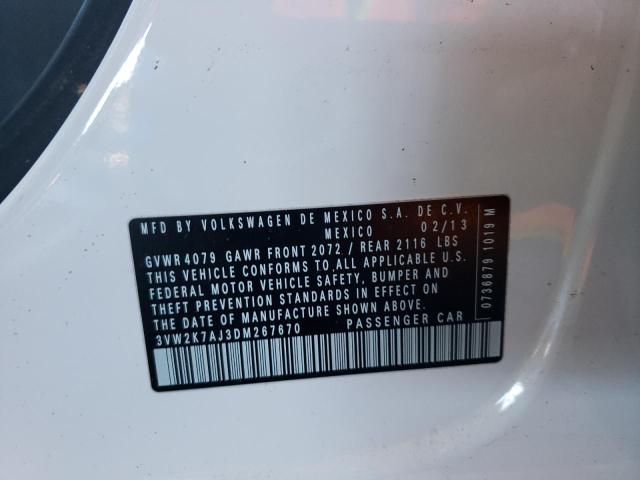 MFD BY VOLKSWAGEN DE MEXICO S.A. DE C.V.
MEXICO 02/13
GVWR 4079 GAWR FRONT 2072 / REAR 2116 LBS
THIS VEHICLE CONFORMS TO ALL APPLICABLE U.S.
FEDERAL MOTOR VEHICLE SAFETY, BUMPER AND
THEFT PREVENTION STANDARDS IN EFFECT ON
THE DATE OF MANUFACTURE SHOWN ABOVE.
3VW2K7AJ3DM267670 PASSENGER CAR
0736879 1019 M